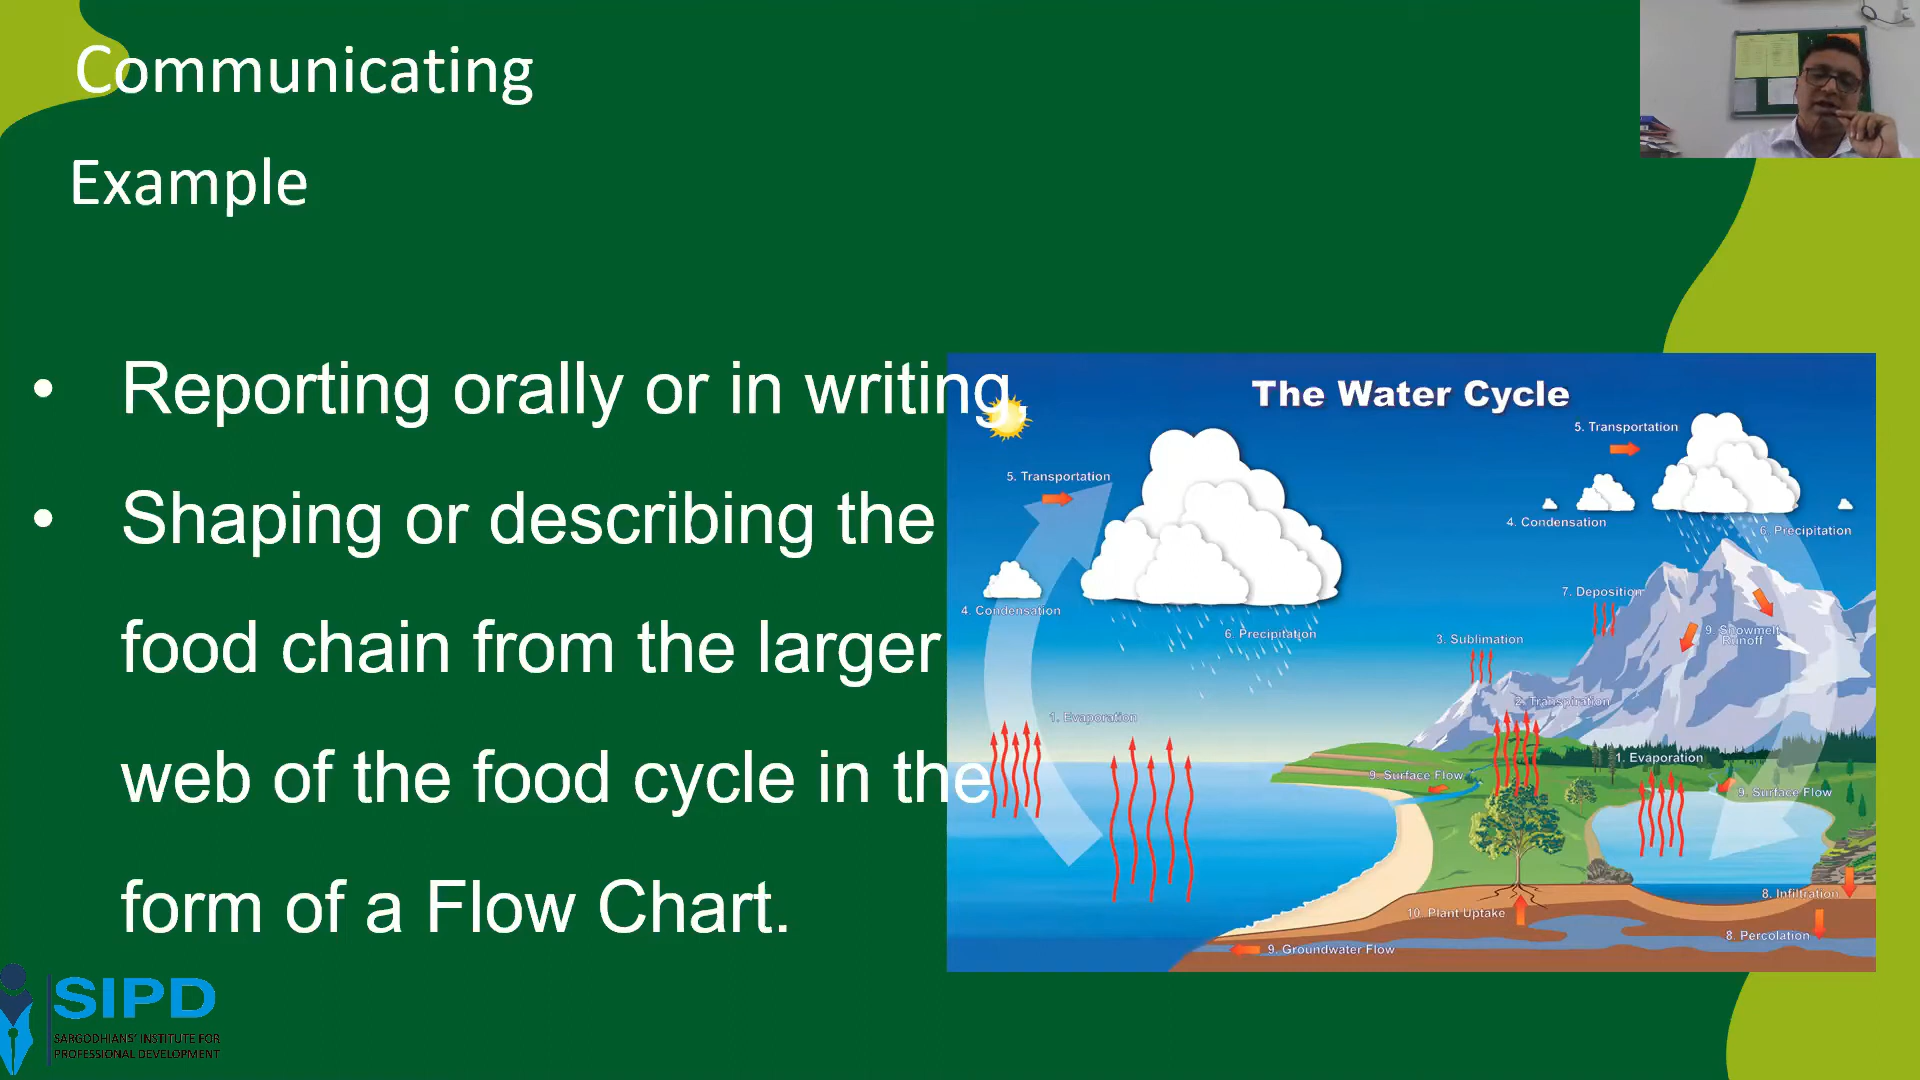 Communicating
Example
• Reporting orally or in writing,
• Shaping or describing the
food chain from the larger
web of the food cycle in the
form of a Flow Chart.
The Water Cycle
5. Transportation
5. Transportation
4. Condensation
6. Precipitation
4. Condensation
6. Precipitation
7. Deposition
3. Sublimation
9. Snowmelt
Runoff
2. Transpiration
1. Evaporation
1. Evaporation
9. Surface Flow
9. Surface Flow
8. Infiltration
10. Plant Uptake
8. Percolation
9. Groundwater Flow
SIPD
SARGODHIANS' INSTITUTE FOR
PROFESSIONAL DEVELOPMENT